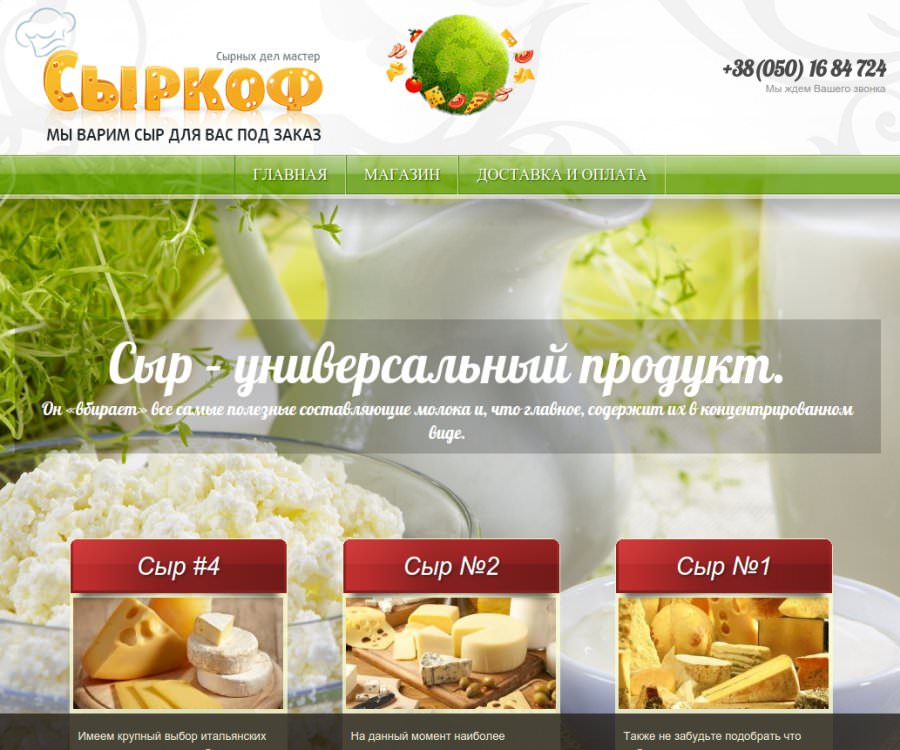 Сырных дел мастер
Сыркоф
МЫ ВАРИМ СЫР ДЛЯ ВАС ПОД ЗАКАЗ
+38(050) 16 84 724
Мы ждем Вашего звонка
ГЛАВНАЯ
МАГАЗИН
ДОСТАВКА И ОПЛАТА
Сыр - универсальный продукт.
Он «вбирает» все самые полезные составляющие молока и, что главное, содержит их в концентрированном
виде.
Сыр #4
Сыр №2
Сыр №1
Имеем крупный выбор итальянских
На данный момент наиболее
Также не забудьте подобрать что